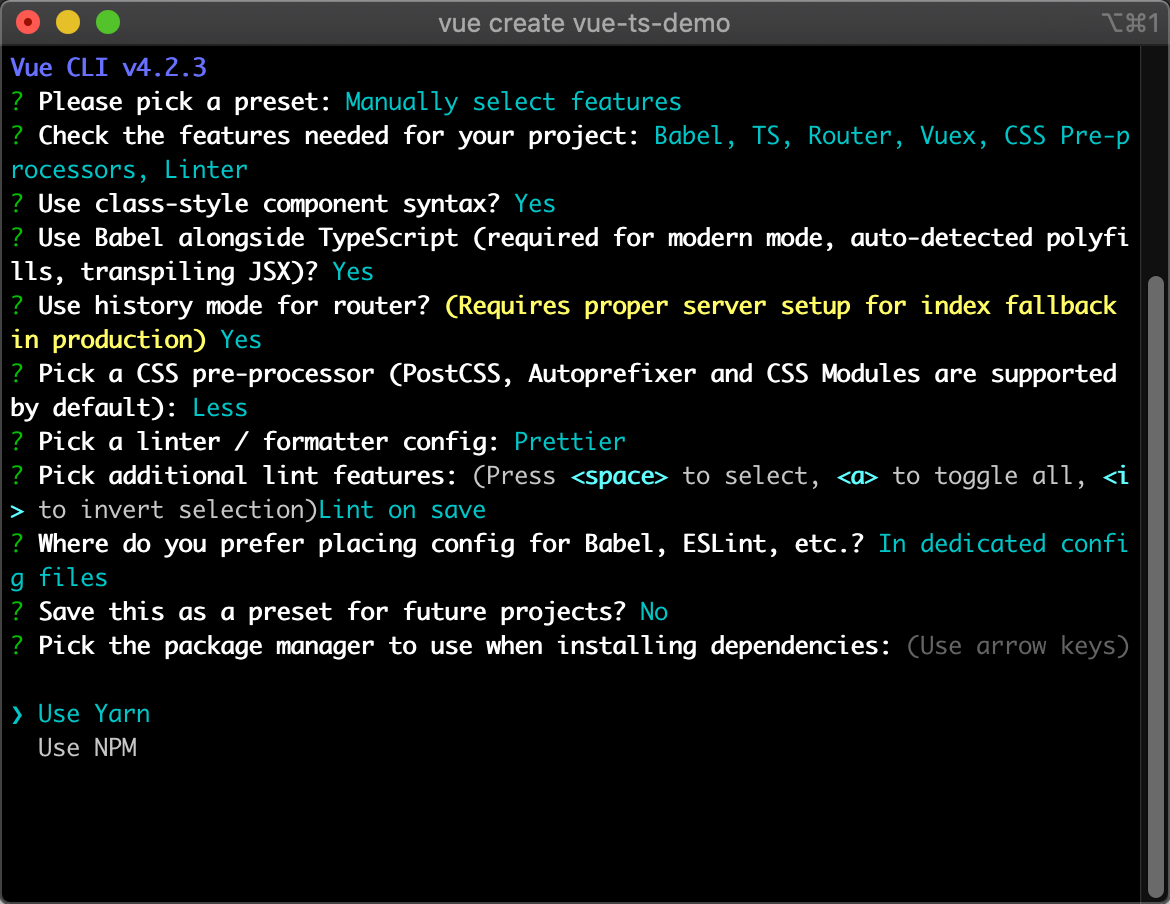 vue create vue-ts-demo
⌥⌘1
Vue CLI v4.2.3
? Please pick a preset: Manually select features
? Check the features needed for your project: Babel, TS, Router, Vuex, CSS Pre-p
rocessors, Linter
? Use class-style component syntax? Yes
? Use Babel alongside TypeScript (required for modern mode, auto-detected polyfi
lls, transpiling JSX)? Yes
? Use history mode for router? (Requires proper server setup for index fallback
in production) Yes
? Pick a CSS pre-processor (PostCSS, Autoprefixer and CSS Modules are supported
by default): Less
? Pick a linter / formatter config: Prettier
? Pick additional lint features: (Press <space> to select, <a> to toggle all, <i
> to invert selection)Lint on save
? Where do you prefer placing config for Babel, ESLint, etc.? In dedicated confi
g files
? Save this as a preset for future projects? No
? Pick the package manager to use when installing dependencies: (Use arrow keys)
❯ Use Yarn
Use NPM